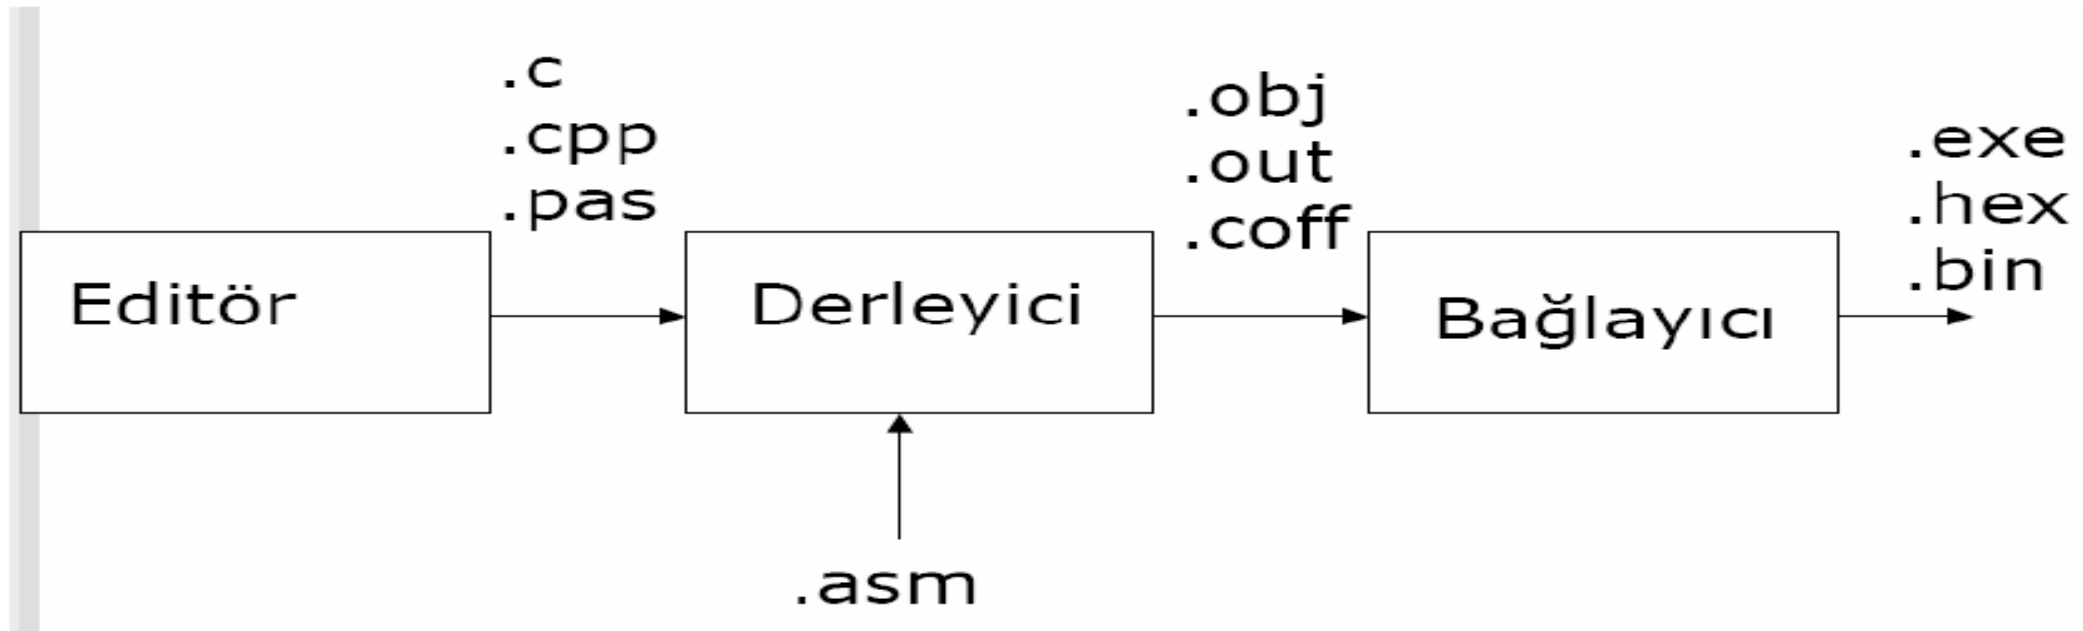 .c
.cpp
.pas
.obj
.out
.coff
.exe
.hex
.bin
Editör
Derleyici
Bağlayıcı
.asm